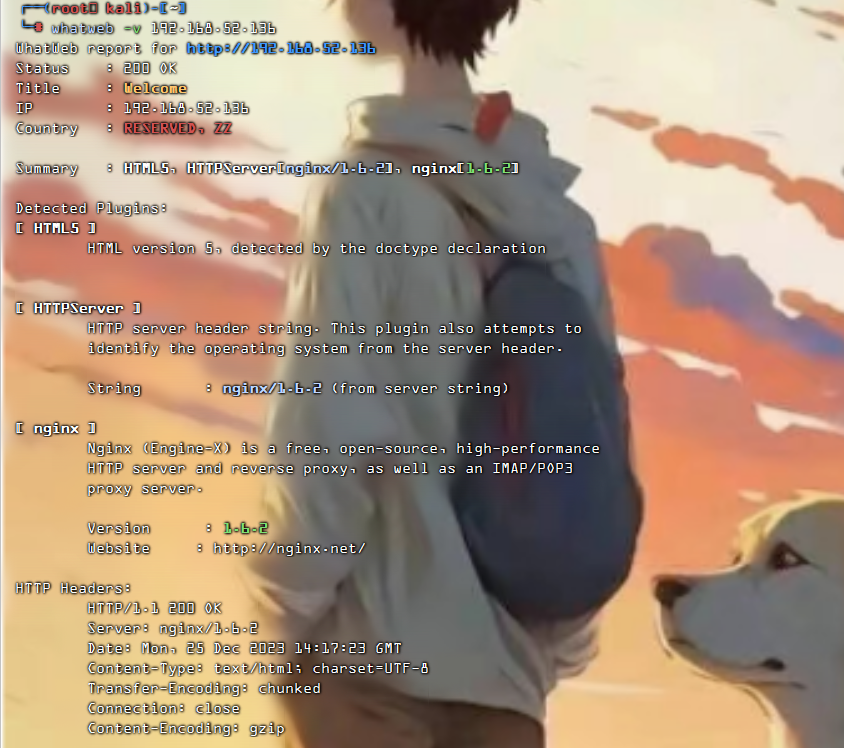 ┌──(root㉿ kali)-[~]
└─# whatweb -v 192.168.52.136
WhatWeb report for http://192.168.52.136
Status    : 200 OK
Title     : Welcome
IP        : 192.168.52.136
Country   : RESERVED, ZZ
Summary   : HTML5, HTTPServer[nginx/1.6.2], nginx[1.6.2]
Detected Plugins:
[ HTML5 ]
HTML version 5, detected by the doctype declaration
[ HTTPServer ]
HTTP server header string. This plugin also attempts to
identify the operating system from the server header.
String       : nginx/1.6.2 (from server string)
[ nginx ]
Nginx (Engine-X) is a free, open-source, high-performance
HTTP server and reverse proxy, as well as an IMAP/POP3
proxy server.
Version      : 1.6.2
Website     : http://nginx.net/
HTTP Headers:
HTTP/1.1 200 OK
Server: nginx/1.6.2
Date: Mon, 25 Dec 2023 14:17:23 GMT
Content-Type: text/html; charset=UTF-8
Transfer-Encoding: chunked
Connection: close
Content-Encoding: gzip